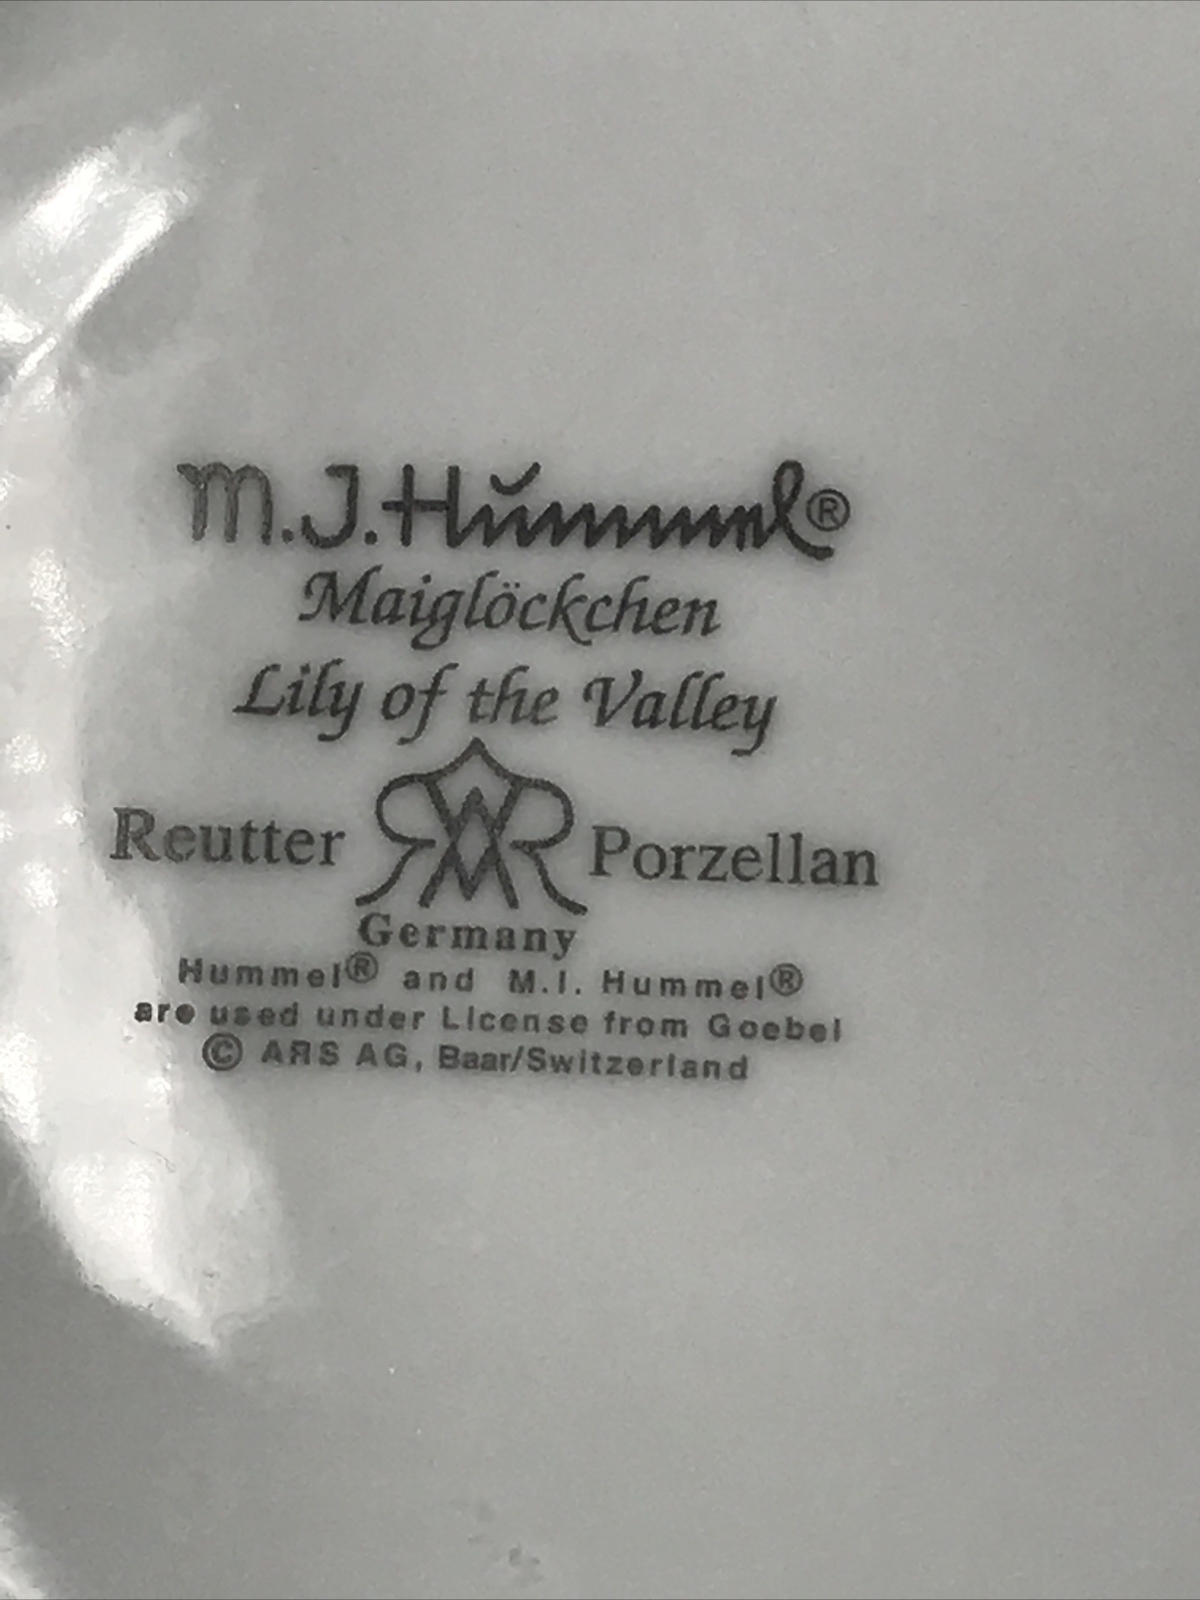 M.J.Hŭmmel®
Maiglöckchen
Lily of the Valley
Reutter Porzellan
Germany
Hummel® and M.I. Hummel®
are used under License from Goebel
© ARS AG, Baar/Switzerland